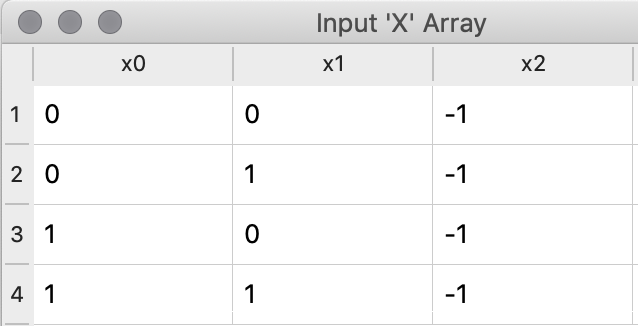 Input 'X' Array
x0 x1 x2
1 0 0 -1
2 0 1 -1
3 1 0 -1
4 1 1 -1